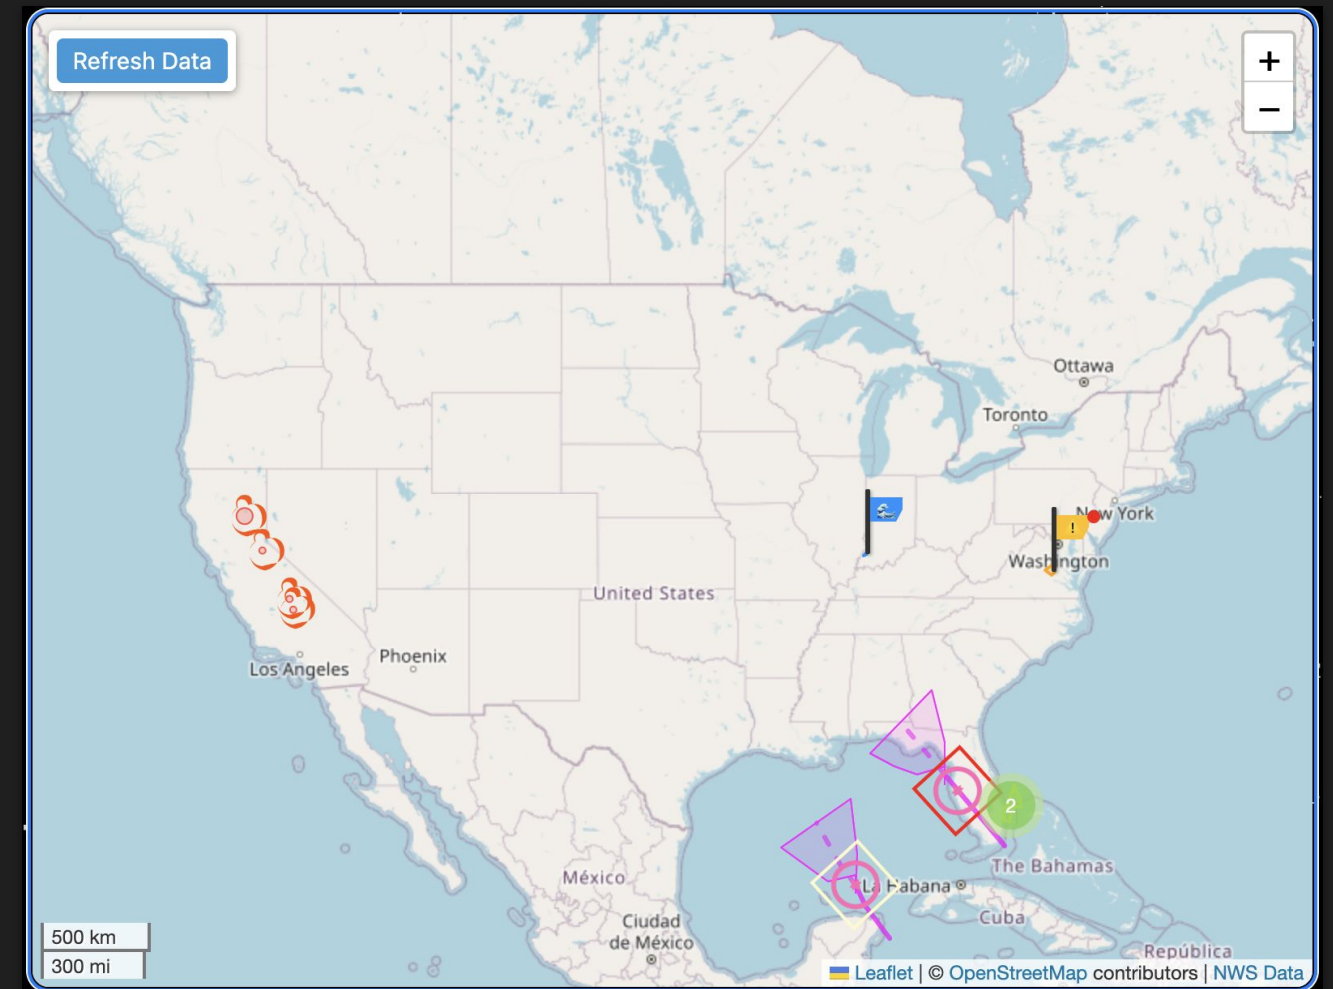 Refresh Data
+
−
Ottawa
Toronto
New York
!
Washington
United States
Los Angeles
Phoenix
2
The Bahamas
México
La Habana
Cuba
Ciudad
de México
República
500 km
300 mi
Leaflet | © OpenStreetMap contributors | NWS Data